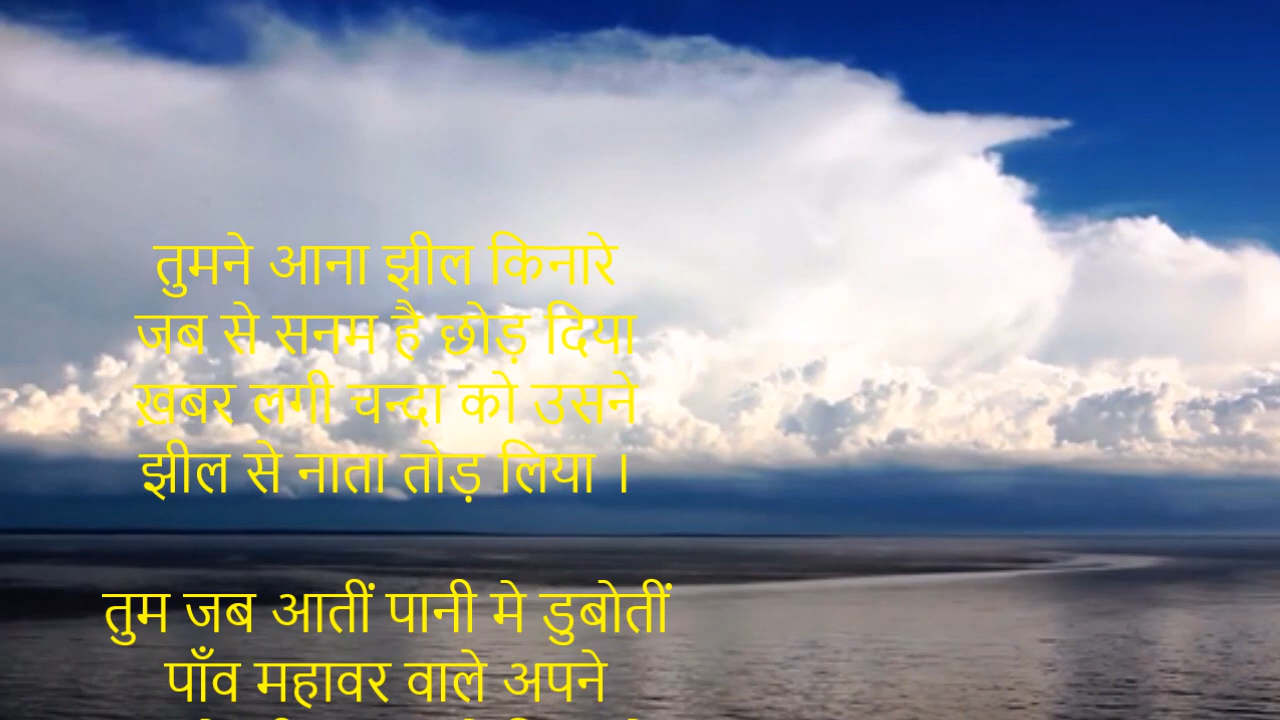 तुमने आना झील किनारे
जब से सनम है छोड़ दिया
ख़बर लगी चन्दा को उसने
झील से नाता तोड़ लिया ।
तुम जब आतीं पानी मे डुबोतीं
पाँव महावर वाले अपने